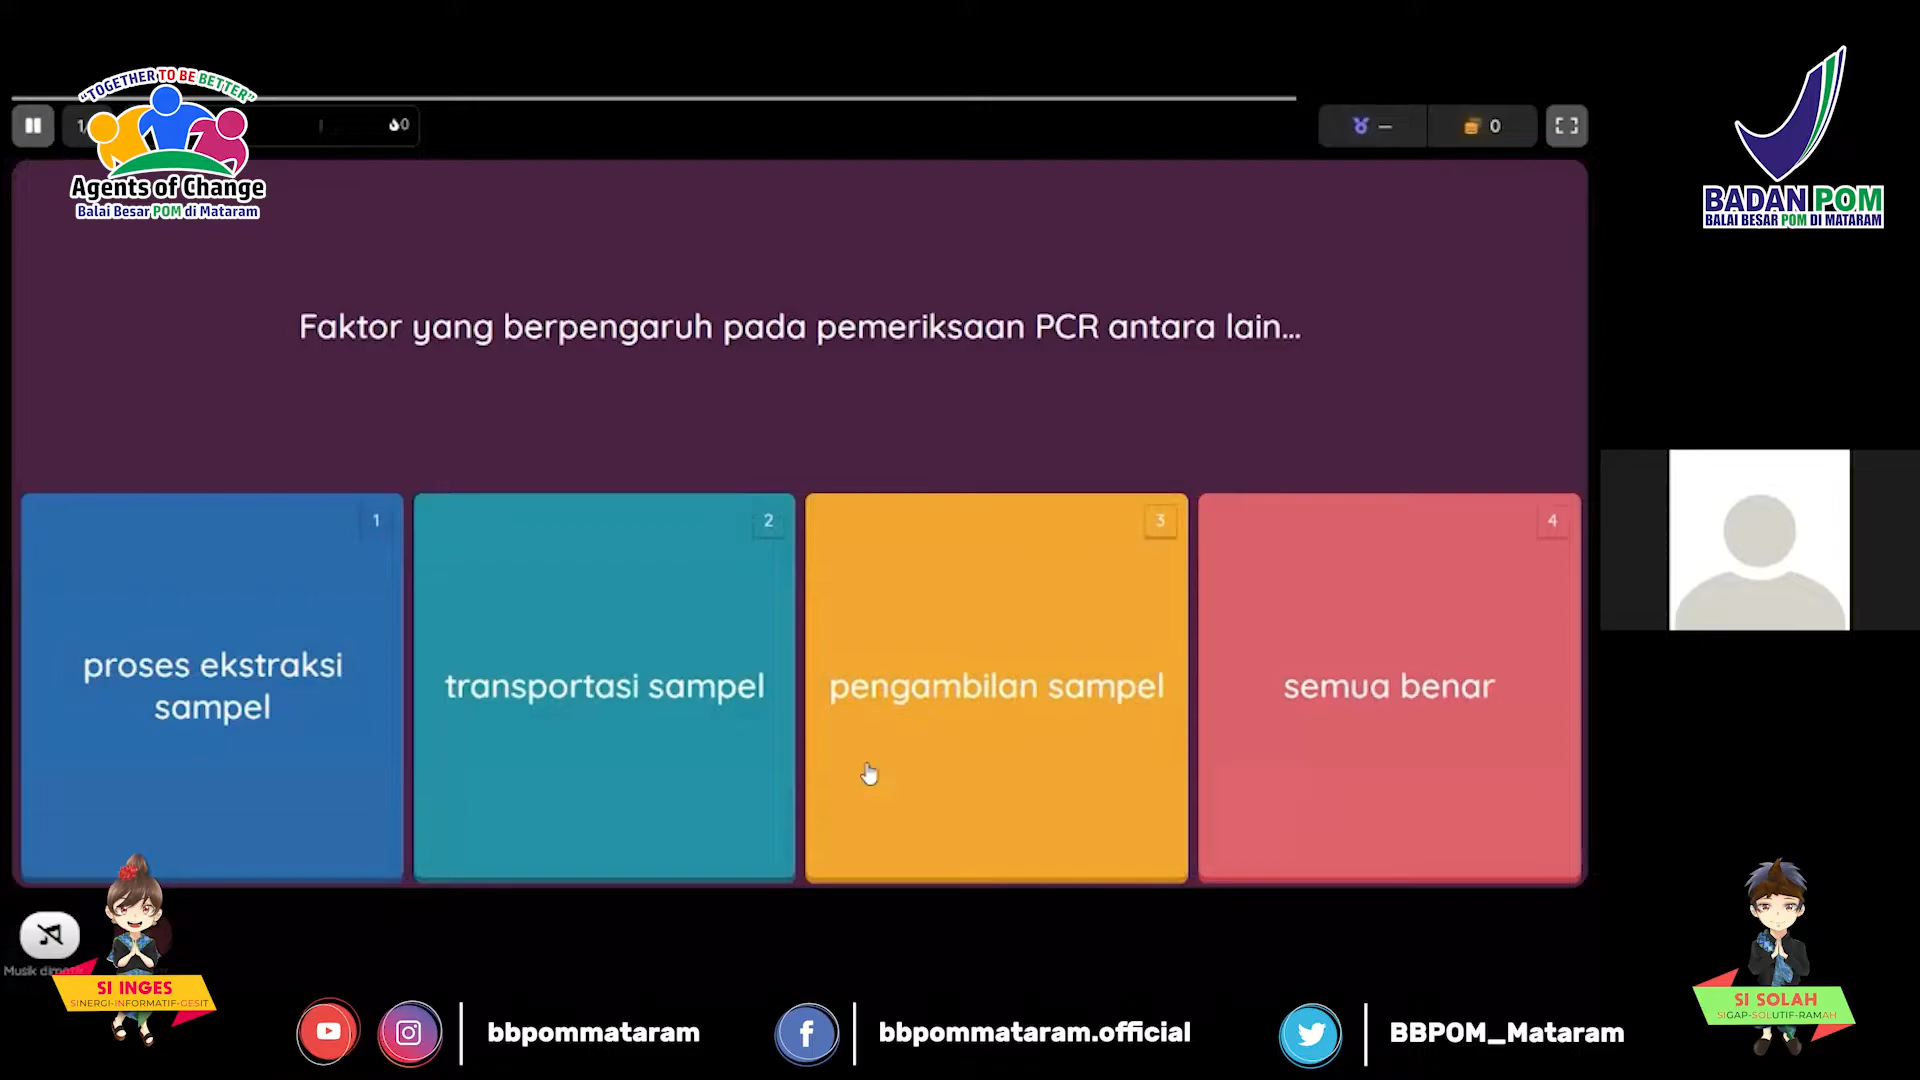 "TOGETHER TO BE BETTER"
Agents of Change
Balai Besar POM di Mataram
0
–
0
BADAN POM
BALAI BESAR POM DI MATARAM
Faktor yang berpengaruh pada pemeriksaan PCR antara lain...
1
proses ekstraksi
sampel
2
transportasi sampel
3
pengambilan sampel
4
semua benar
SI INGES
SINERGI-INFORMATIF-GESIT
SI SOLAH
SIGAP-SOLUTIF-RAMAH
bbpommataram
bbpommataram.official
BBPOM_Mataram
Musik